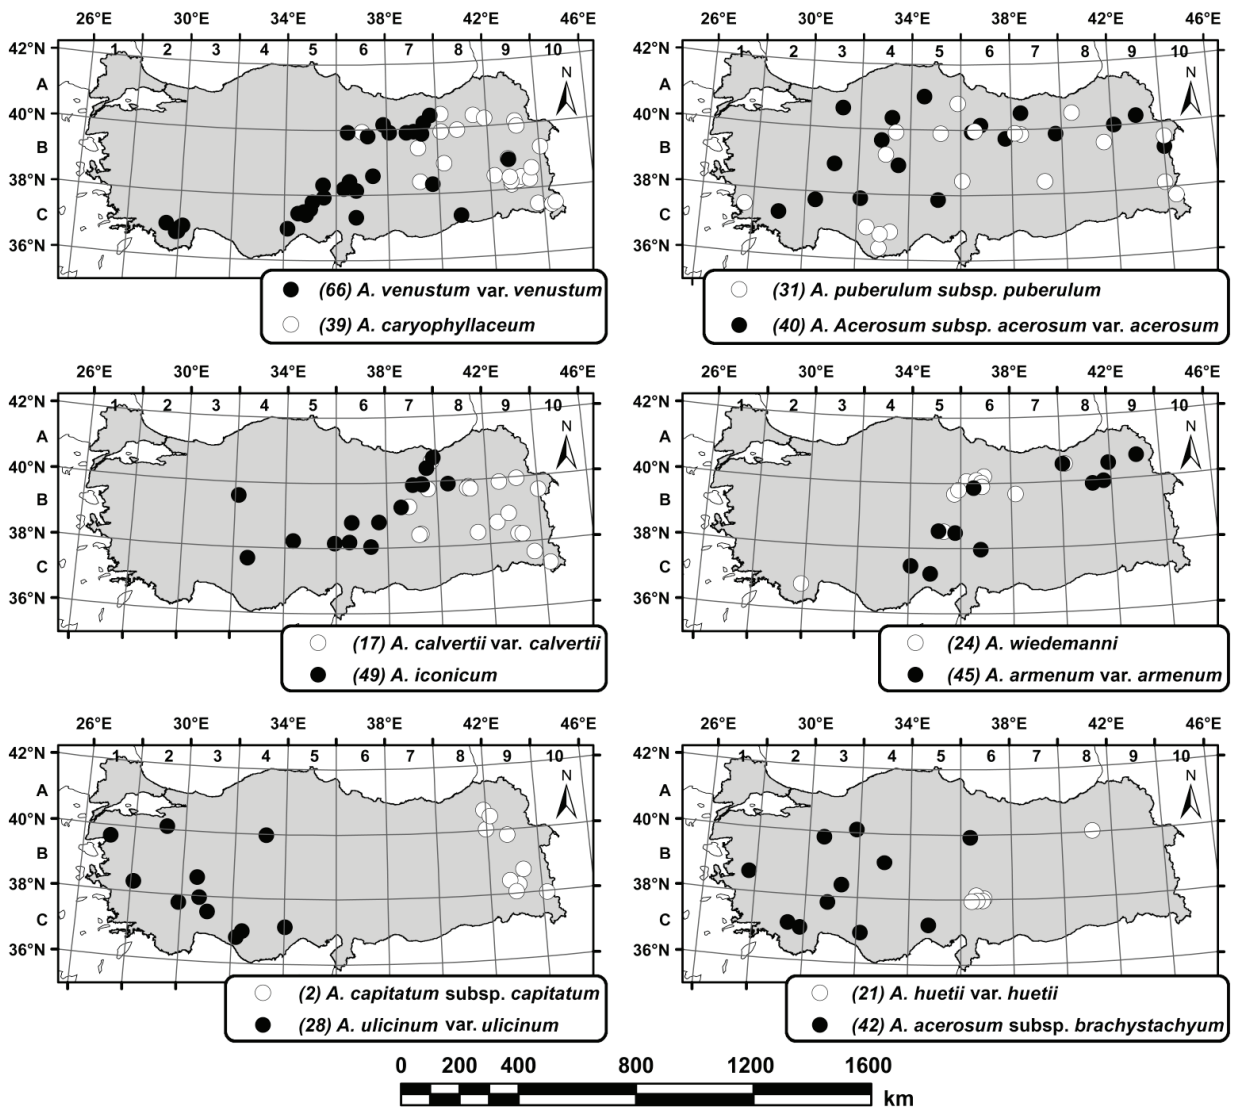 26°E 30°E 34°E 38°E 42°E 46°E
42°N 1 2 3 4 5 6 7 8 9 10
N
A
40°N
B
38°N
C
36°N
(66) A. venustum var. venustum
(39) A. caryophyllaceum
26°E 30°E 34°E 38°E 42°E 46°E
42°N 1 2 3 4 5 6 7 8 9 10
N
A
40°N
B
38°N
C
36°N
(31) A. puberulum subsp. puberulum
(40) A. Acerosum subsp. acerosum var. acerosum
26°E 30°E 34°E 38°E 42°E 46°E
42°N 1 2 3 4 5 6 7 8 9 10
N
A
40°N
B
38°N
C
36°N
(17) A. calvertii var. calvertii
(49) A. iconicum
26°E 30°E 34°E 38°E 42°E 46°E
42°N 1 2 3 4 5 6 7 8 9 10
N
A
40°N
B
38°N
C
36°N
(24) A. wiedemanni
(45) A. armenum var. armenum
26°E 30°E 34°E 38°E 42°E 46°E
42°N 1 2 3 4 5 6 7 8 9 10
N
A
40°N
B
38°N
C
36°N
(2) A. capitatum subsp. capitatum
(28) A. ulicinum var. ulicinum
26°E 30°E 34°E 38°E 42°E 46°E
42°N 1 2 3 4 5 6 7 8 9 10
N
A
40°N
B
38°N
C
36°N
(21) A. huetii var. huetii
(42) A. acerosum subsp. brachystachyum
0 200 400 800 1200 1600
km